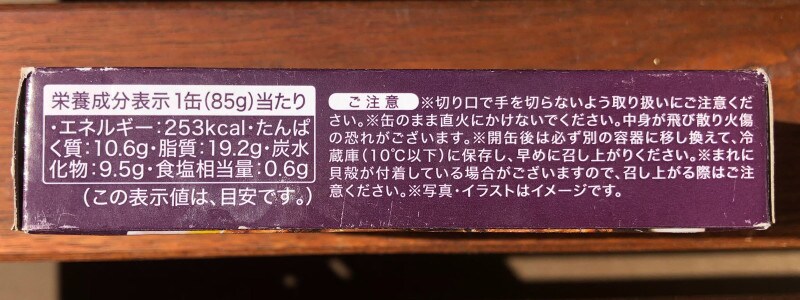 栄養成分表示 1缶(85g)当たり
・エネルギー：253kcal・たんぱ
く質：10.6g・脂質：19.2g・炭水
化物：9.5g・食塩相当量：0.6g
(この表示値は、目安です。)
ご注意 ※切り口で手を切らないよう取り扱いにご注意くだ
さい。※缶のまま直火にかけないでください。中身が飛び散り火傷
の恐れがございます。※開缶後は必ず別の容器に移し換えて、冷
蔵庫(10℃以下)に保存し、早めに召し上がりください。※まれに
貝殻が付着している場合がございますので、召し上がる際はご注
意ください。※写真・イラストはイメージです。